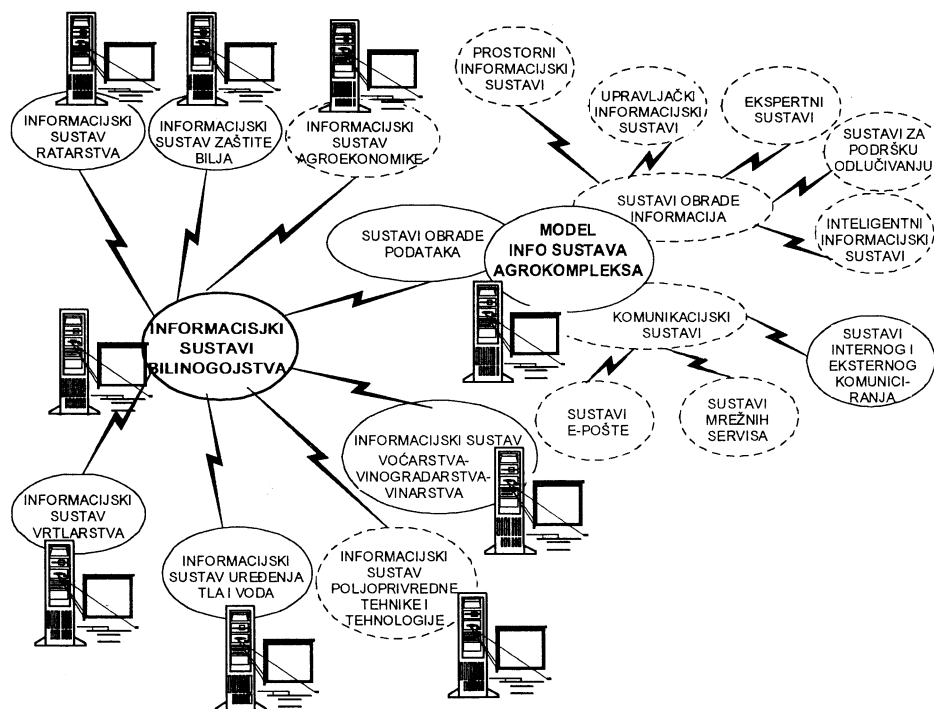 INFORMACIJSKI
SUSTAV
RATARSTVA
INFORMACIJSKI
SUSTAV ZAŠTITE
BILJA
INFORMACIJSKI
SUSTAV
AGROEKONOMIKE
PROSTORNI
INFORMACIJSKI
SUSTAVI
UPRAVLJAČKI
INFORMACIJSKI
SUSTAVI
EKSPERTNI
SUSTAVI
SUSTAVI ZA
PODRŠKU
ODLUČIVANJU
SUSTAVI OBRADE
INFORMACIJA
INTELIGENTNI
INFORMACIJSKI
SUSTAVI
SUSTAVI OBRADE
PODATAKA
MODEL
INFO SUSTAVA
AGROKOMPLEKSA
INFORMACISJKI
SUSTAVI
BILINOGOJSTVA
KOMUNIKACIJSKI
SUSTAVI
SUSTAVI
INTERNOG I
EKSTERNOG
KOMUNICI-
RANJA
SUSTAVI
E-POŠTE
SUSTAVI
MREŽNIH
SERVISA
INFORMACIJSKI SUSTAV
VOĆARSTVA-
VINOGRADARSTVA-
VINARSTVA
INFORMACIJSKI
SUSTAV
VRTLARSTVA
INFORMACIJSKI
SUSTAV UREĐENJA
TLA I VODA
INFORMACIJSKI
SUSTAV
POLJOPRIVREDNE
TEHNIKE I
TEHNOLOGIJE